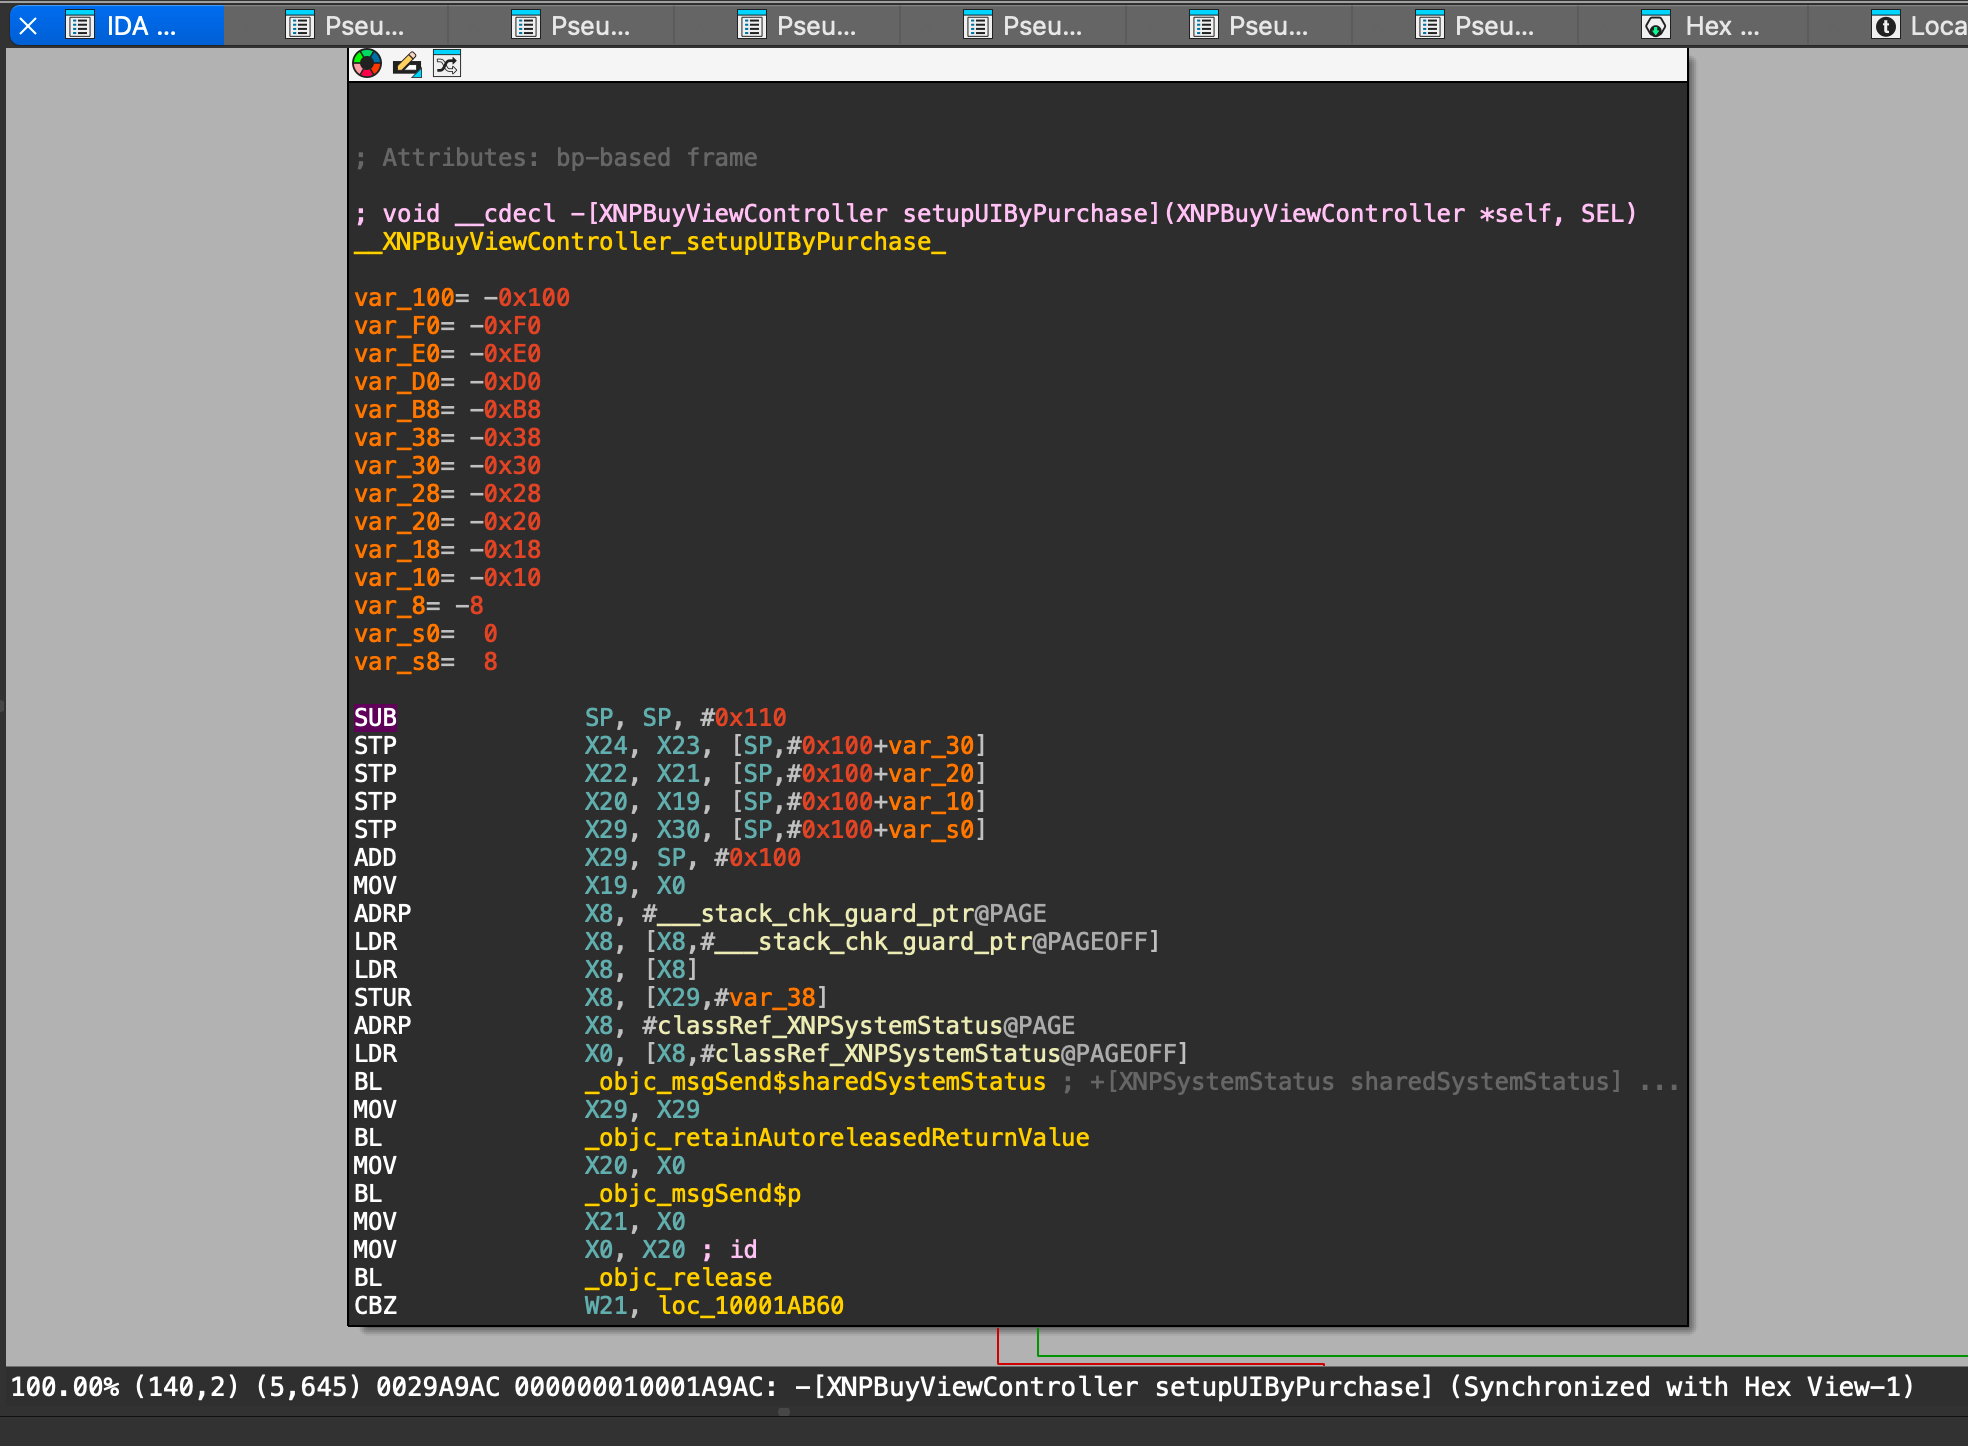 IDA ... Pseu... Pseu... Pseu... Pseu... Pseu... Pseu... Hex ... Loca
; Attributes: bp-based frame
; void __cdecl -[XNPBuyViewController setupUIByPurchase](XNPBuyViewController *self, SEL)
__XNPBuyViewController_setupUIByPurchase_
var_100= -0x100
var_F0= -0xF0
var_E0= -0xE0
var_D0= -0xD0
var_B8= -0xB8
var_38= -0x38
var_30= -0x30
var_28= -0x28
var_20= -0x20
var_18= -0x18
var_10= -0x10
var_8= -8
var_s0=  0
var_s8=  8
SUB SP, SP, #0x110
STP X24, X23, [SP,#0x100+var_30]
STP X22, X21, [SP,#0x100+var_20]
STP X20, X19, [SP,#0x100+var_10]
STP X29, X30, [SP,#0x100+var_s0]
ADD X29, SP, #0x100
MOV X19, X0
ADRP X8, #___stack_chk_guard_ptr@PAGE
LDR X8, [X8,#___stack_chk_guard_ptr@PAGEOFF]
LDR X8, [X8]
STUR X8, [X29,#var_38]
ADRP X8, #classRef_XNPSystemStatus@PAGE
LDR X0, [X8,#classRef_XNPSystemStatus@PAGEOFF]
BL _objc_msgSend$sharedSystemStatus ; +[XNPSystemStatus sharedSystemStatus] ...
MOV X29, X29
BL _objc_retainAutoreleasedReturnValue
MOV X20, X0
BL _objc_msgSend$p
MOV X21, X0
MOV X0, X20 ; id
BL _objc_release
CBZ W21, loc_10001AB60
100.00% (140,2) (5,645) 0029A9AC 000000010001A9AC: -[XNPBuyViewController setupUIByPurchase] (Synchronized with Hex View-1)